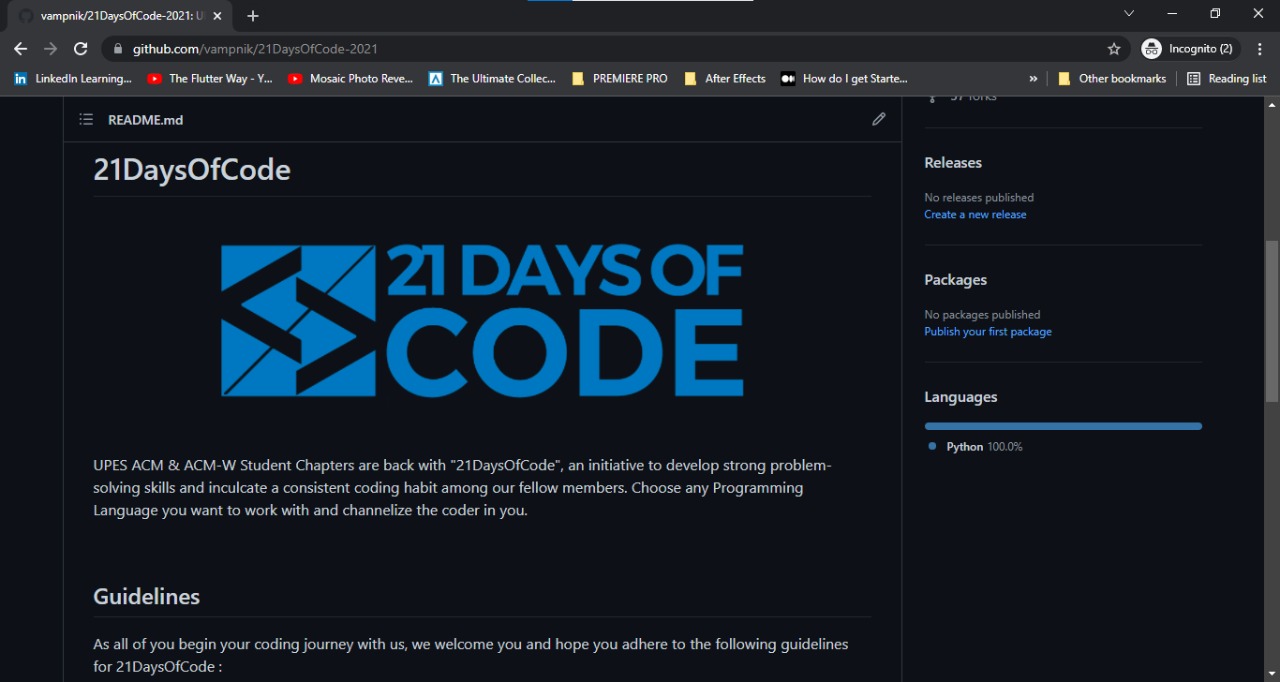 vampnik/21DaysOfCode-2021: U
github.com/vampnik/21DaysOfCode-2021
Incognito (2)
LinkedIn Learning...
The Flutter Way - Y...
Mosaic Photo Reve...
The Ultimate Collec...
PREMIERE PRO
After Effects
How do I get Starte...
»
Other bookmarks
Reading list
README.md
21DaysOfCode
21 DAYS OF
CODE
UPES ACM & ACM-W Student Chapters are back with "21DaysOfCode", an initiative to develop strong problem-
solving skills and inculcate a consistent coding habit among our fellow members. Choose any Programming
Language you want to work with and channelize the coder in you.
Guidelines
As all of you begin your coding journey with us, we welcome you and hope you adhere to the following guidelines
for 21DaysOfCode :
forks
Releases
No releases published
Create a new release
Packages
No packages published
Publish your first package
Languages
Python 100.0%